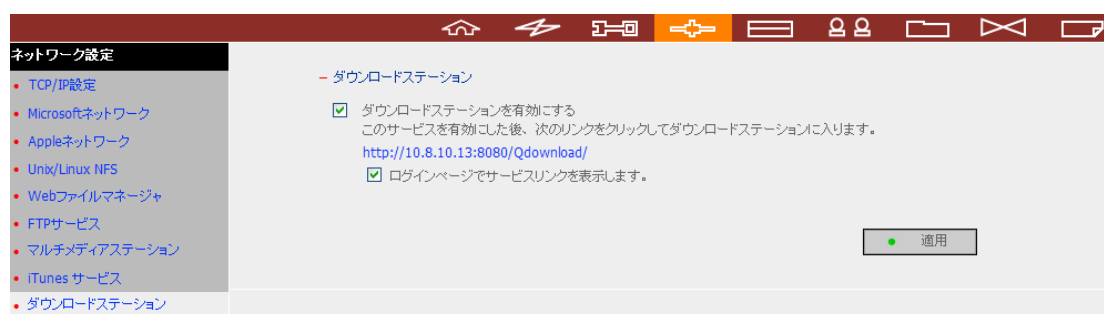 ネットワーク設定
TCP/IP設定
Microsoftネットワーク
Appleネットワーク
Unix/Linux NFS
Webファイルマネージャ
FTPサービス
マルチメディアステーション
iTunes サービス
ダウンロードステーション
ダウンロードステーション
ダウンロードステーションを有効にする
このサービスを有効にした後、次のリンクをクリックしてダウンロードステーションに入ります。
http://10.8.10.13:8080/Qdownload/
ログインページでサービスリンクを表示します。
適用